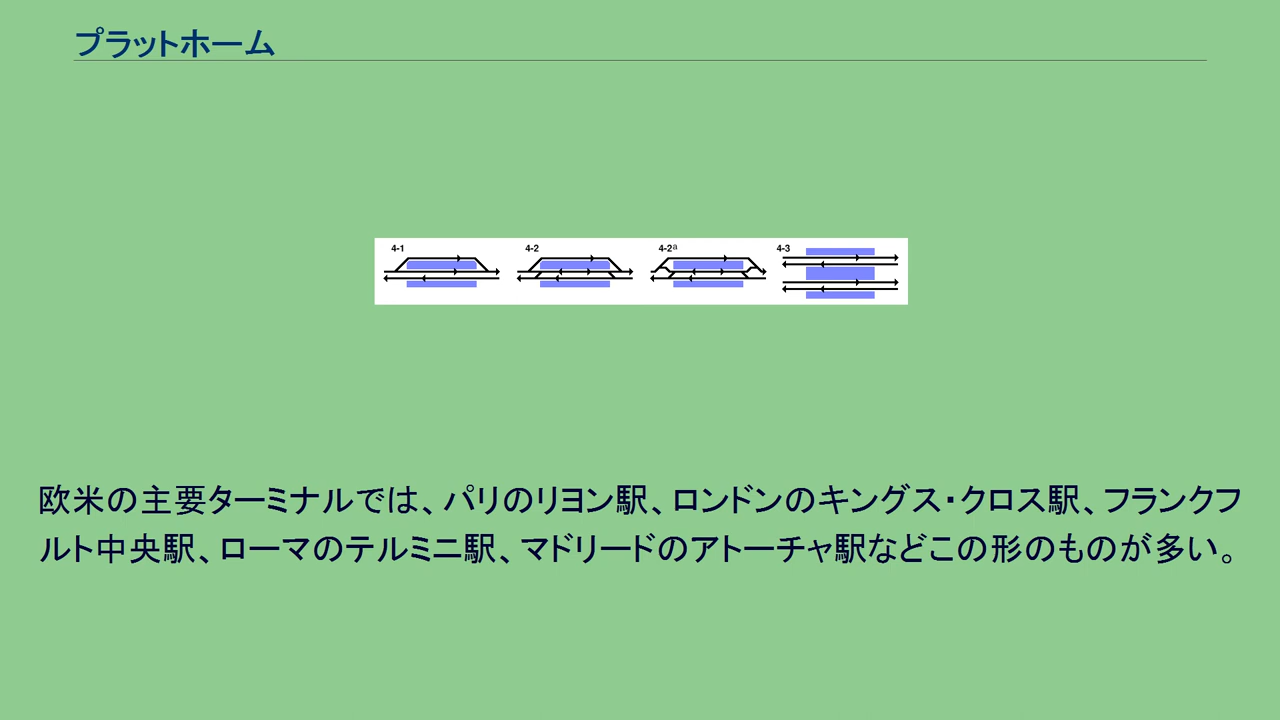 プラットホーム
4-1 4-2 4-2a 4-3
欧米の主要ターミナルでは、パリのリヨン駅、ロンドンのキングス・クロス駅、フランクフ
ルト中央駅、ローマのテルミニ駅、マドリードのアトーチャ駅などこの形のものが多い。